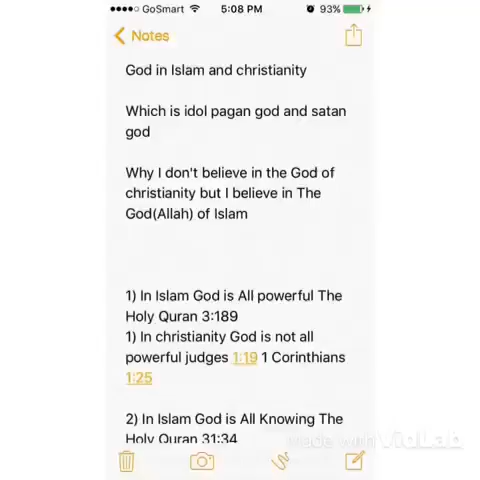 GoSmart 5:08 PM 93%
Notes
God in Islam and christianity
Which is idol pagan god and satan
god
Why I don't believe in the God of
christianity but I believe in The
God(Allah) of Islam
1) In Islam God is All powerful The
Holy Quran 3:189
1) In christianity God is not all
powerful judges 1:19 1 Corinthians
1:25
2) In Islam God is All Knowing The
Holy Quran 31:34
Made with VidLab